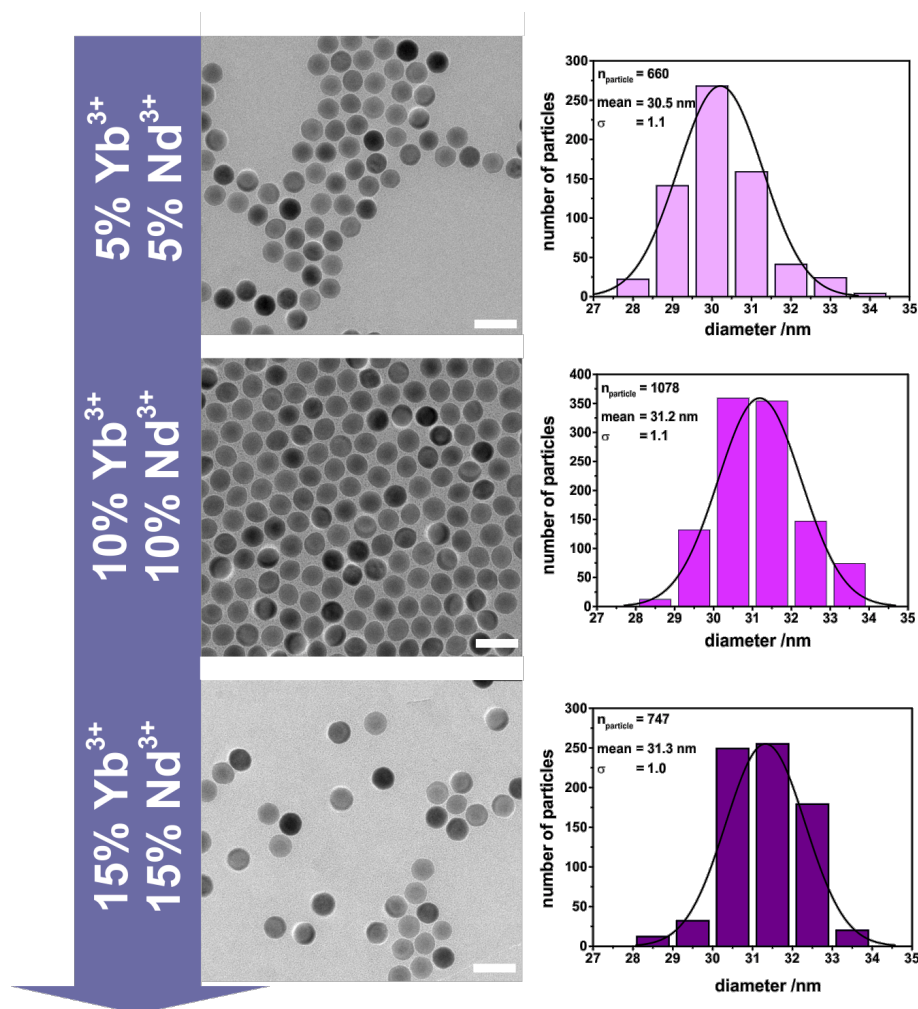 5% Yb³⁺
5% Nd³⁺
300
250
200
150
100
50
0
number of particles
n_particle = 660
mean = 30.5 nm
σ = 1.1
27 28 29 30 31 32 33 34 35
diameter /nm
10% Yb³⁺
10% Nd³⁺
400
350
300
250
200
150
100
50
0
number of particles
n_particle = 1078
mean = 31.2 nm
σ = 1.1
27 28 29 30 31 32 33 34 35
diameter /nm
15% Yb³⁺
15% Nd³⁺
300
250
200
150
100
50
0
number of particles
n_particle = 747
mean = 31.3 nm
σ = 1.0
27 28 29 30 31 32 33 34 35
diameter /nm